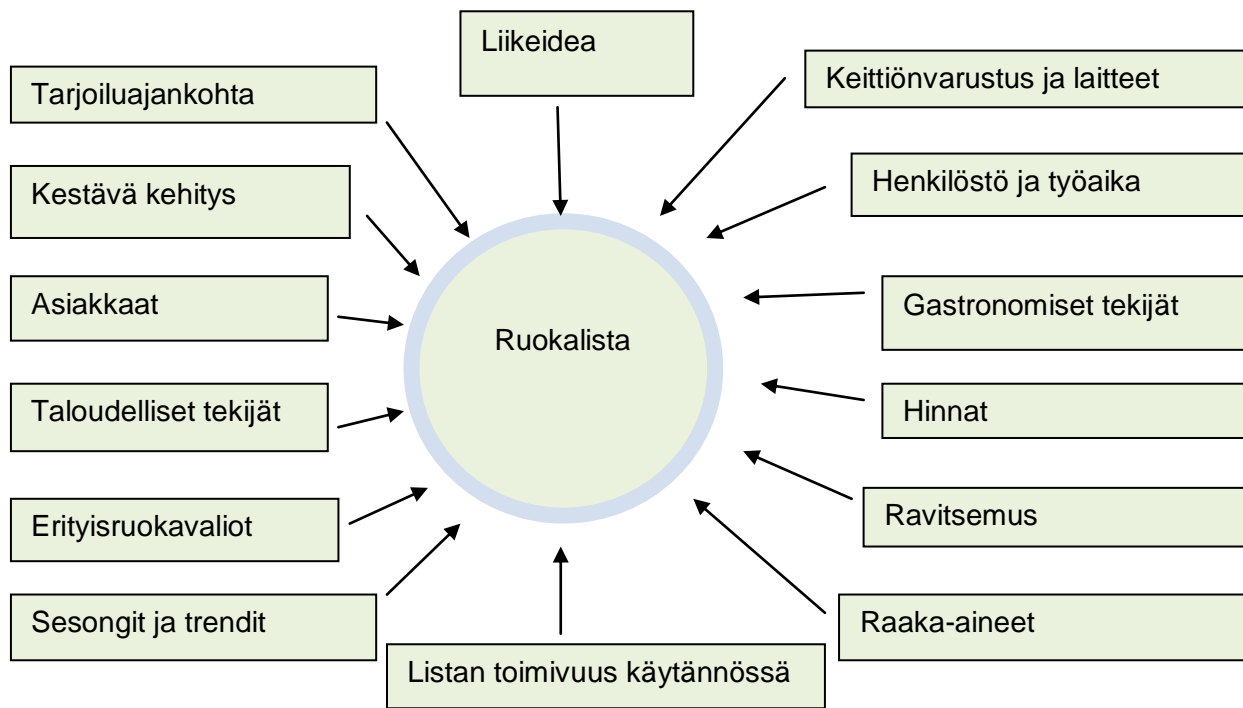 Liikeidea
Tarjoiluajankohta
Keittiönvarustus ja laitteet
Kestävä kehitys
Henkilöstö ja työaika
Asiakkaat
Gastronomiset tekijät
Ruokalista
Taloudelliset tekijät
Hinnat
Erityisruokavaliot
Ravitsemus
Sesongit ja trendit
Raaka-aineet
Listan toimivuus käytännössä